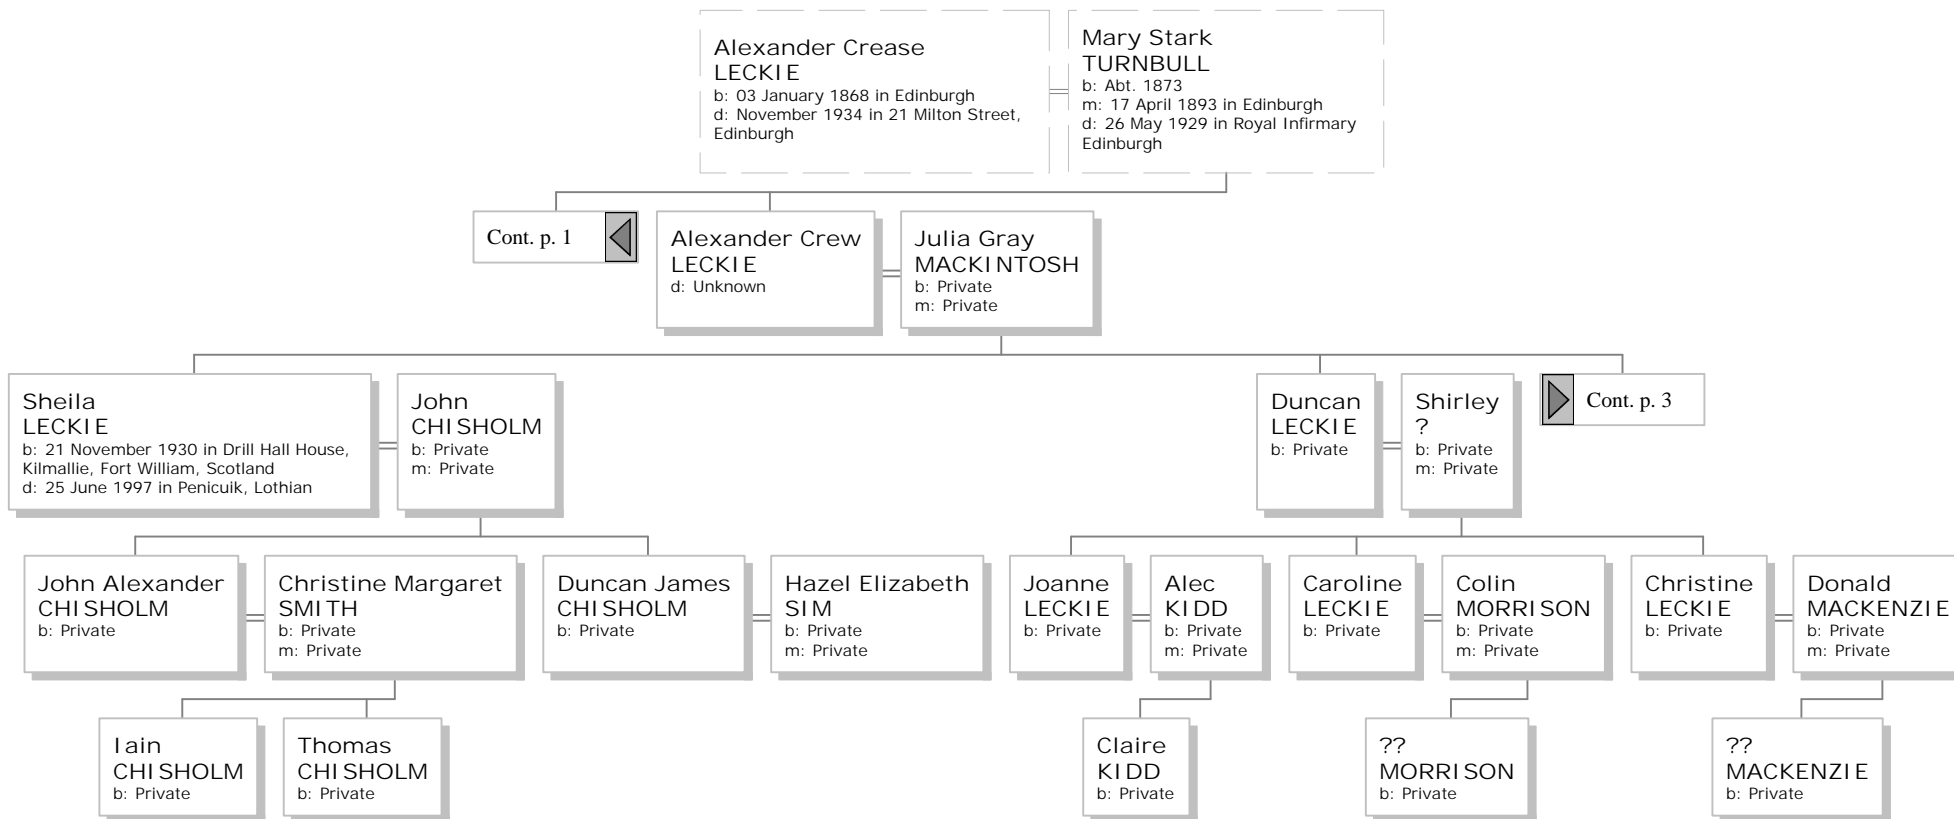 Alexander Crease
LECKIE
b: 03 January 1868 in Edinburgh
d: November 1934 in 21 Milton Street,
Edinburgh
Mary Stark
TURNBULL
b: Abt. 1873
m: 17 April 1893 in Edinburgh
d: 26 May 1929 in Royal Infirmary
Edinburgh
Cont. p. 1
Alexander Crew
LECKIE
d: Unknown
Julia Gray
MACKINTOSH
b: Private
m: Private
Sheila
LECKIE
b: 21 November 1930 in Drill Hall House,
Kilmallie, Fort William, Scotland
d: 25 June 1997 in Penicuik, Lothian
John
CHISHOLM
b: Private
m: Private
Duncan
LECKIE
b: Private
Shirley
?
b: Private
m: Private
Cont. p. 3
John Alexander
CHISHOLM
b: Private
Christine Margaret
SMITH
b: Private
m: Private
Duncan James
CHISHOLM
b: Private
Hazel Elizabeth
SIM
b: Private
m: Private
Joanne
LECKIE
b: Private
Alec
KIDD
b: Private
m: Private
Caroline
LECKIE
b: Private
Colin
MORRISON
b: Private
m: Private
Christine
LECKIE
b: Private
Donald
MACKENZIE
b: Private
m: Private
Iain
CHISHOLM
b: Private
Thomas
CHISHOLM
b: Private
Claire
KIDD
b: Private
??
MORRISON
b: Private
??
MACKENZIE
b: Private